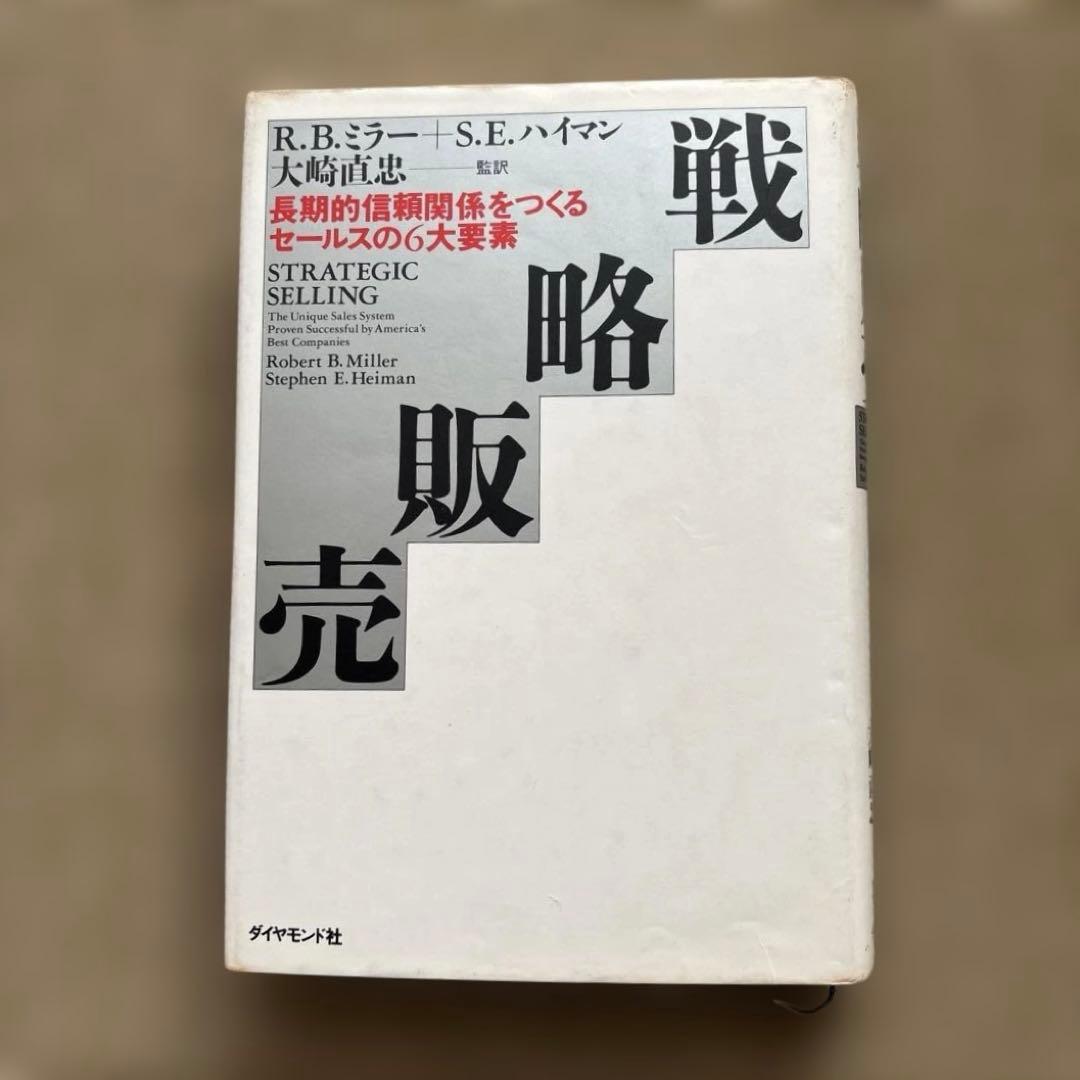 R.B.ミラー+S.E.ハイマン
大崎直忠——監訳
長期的信頼関係をつくる
セールスの6大要素
STRATEGIC
SELLING
The Unique Sales System
Proven Successful by America's
Best Companies
Robert B. Miller
Stephen E. Heiman
戦略販売
ダイヤモンド社